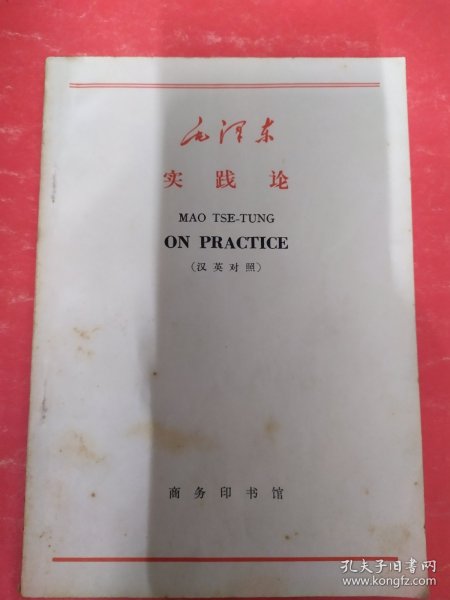 毛泽东
实践论
MAO TSE-TUNG
ON PRACTICE
(汉英对照)
商务印书馆
孔夫子旧书网
www.kongfz.com